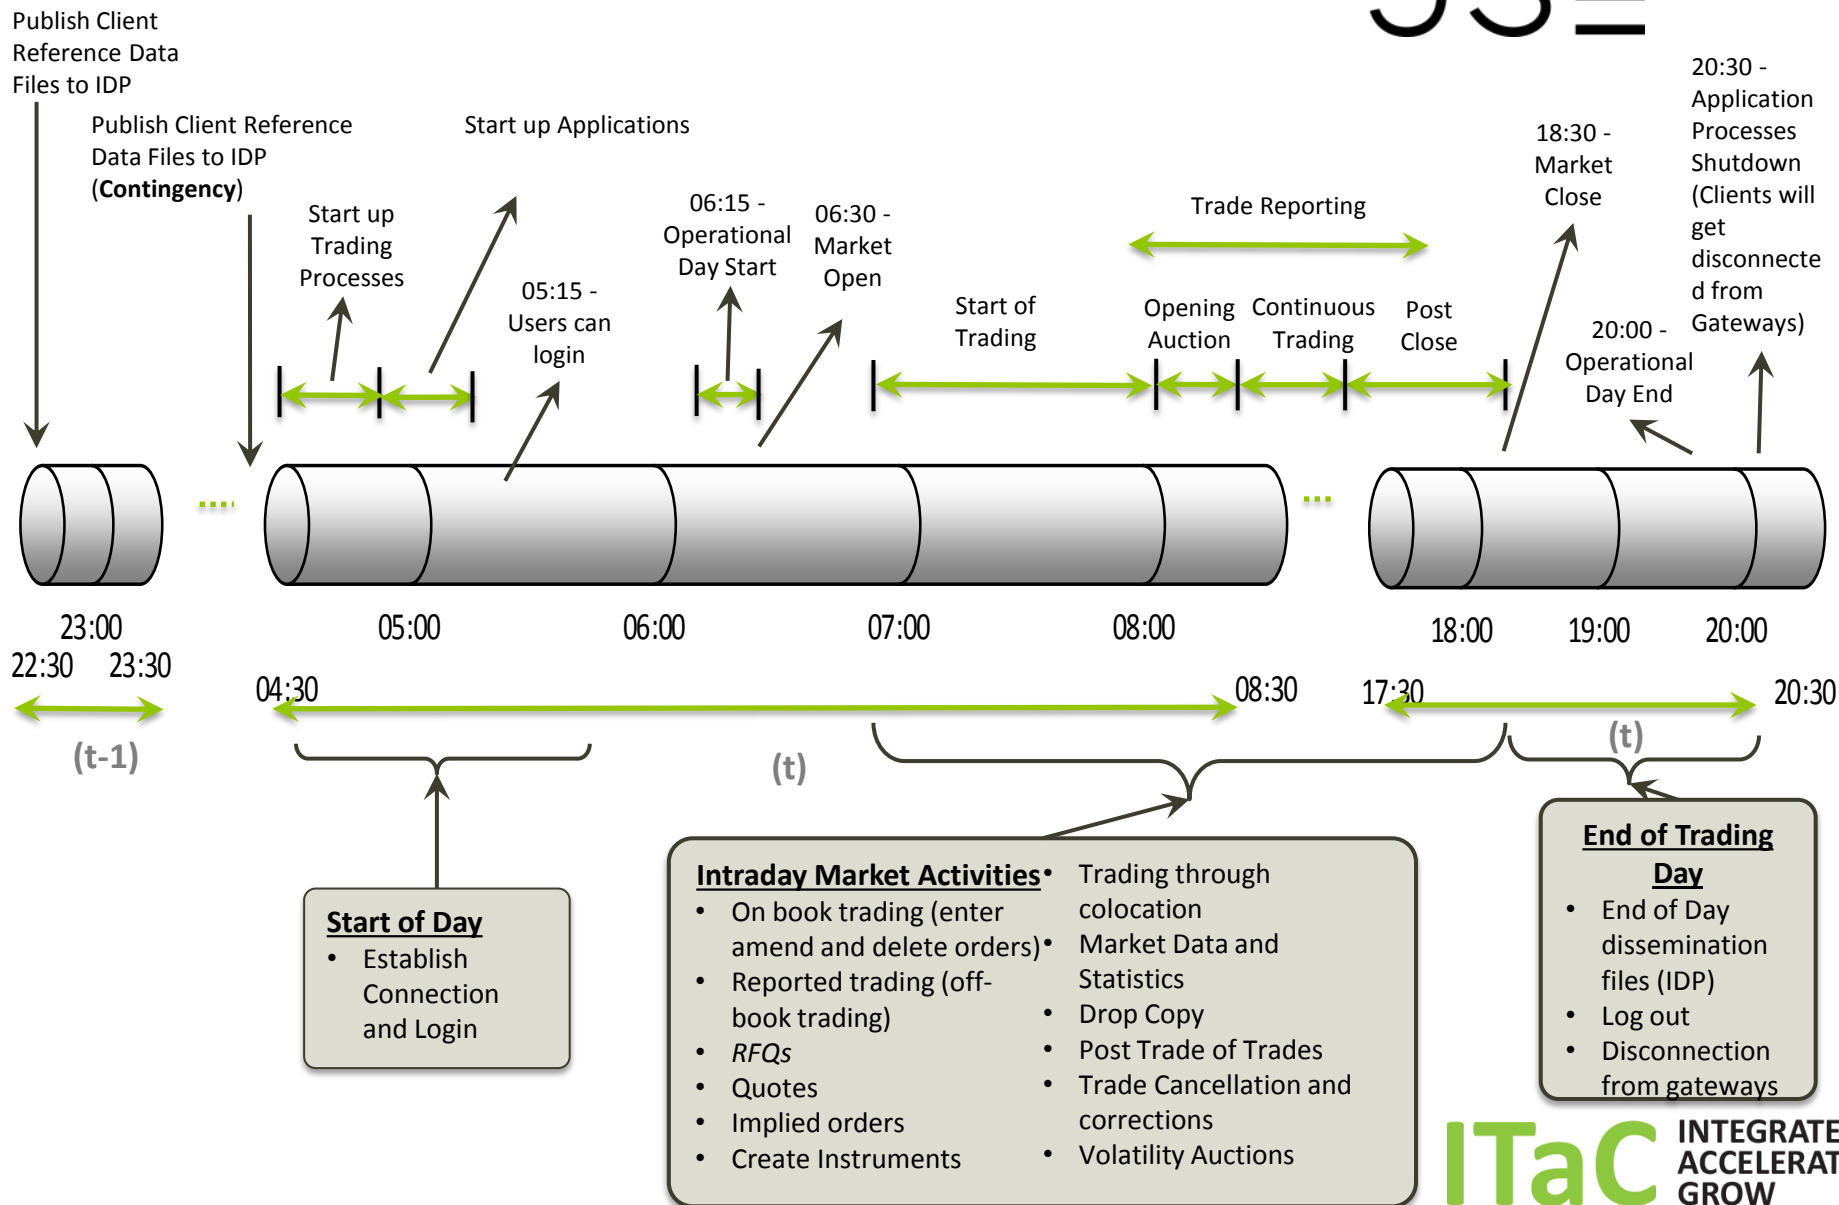 JSE
Publish Client
Reference Data
Files to IDP
Publish Client Reference
Data Files to IDP
(Contingency)
Start up
Trading
Processes
Start up Applications
05:15 -
Users can
login
06:15 -
Operational
Day Start
06:30 -
Market
Open
Start of
Trading
Trade Reporting
Opening
Auction
Continuous
Trading
Post
Close
18:30 -
Market
Close
20:00 -
Operational
Day End
20:30 -
Application
Processes
Shutdown
(Clients will
get
disconnecte
d from
Gateways)
23:00
22:30 23:30
(t-1)
05:00
06:00
07:00
08:00
04:30
08:30
(t)
18:00
19:00
20:00
17:30
20:30
(t)
Start of Day
• Establish
Connection
and Login
Intraday Market Activities
• On book trading (enter
amend and delete orders)
• Reported trading (off-
book trading)
• RFQs
• Quotes
• Implied orders
• Create Instruments
• Trading through
colocation
• Market Data and
Statistics
• Drop Copy
• Post Trade of Trades
• Trade Cancellation and
corrections
• Volatility Auctions
End of Trading
Day
• End of Day
dissemination
files (IDP)
• Log out
• Disconnection
from gateways
ITaC
INTEGRATE
ACCELERAT
GROW